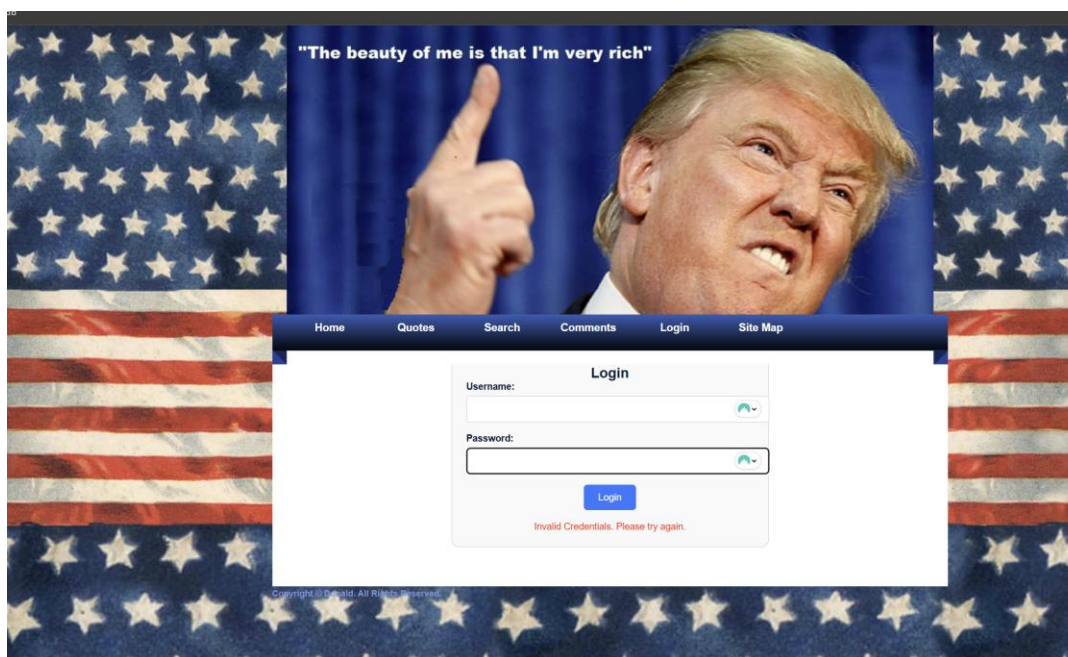 "The beauty of me is that I'm very rich"
Home Quotes Search Comments Login Site Map
Login
Username:
Password:
Login
Invalid Credentials. Please try again.
Copyright © Donald. All Rights Reserved.